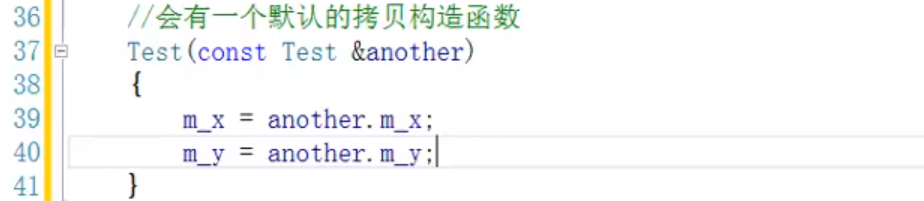 36 //会有一个默认的拷贝构造函数
37 Test(const Test &another)
38 {
39 m_x = another.m_x;
40 m_y = another.m_y;
41 }